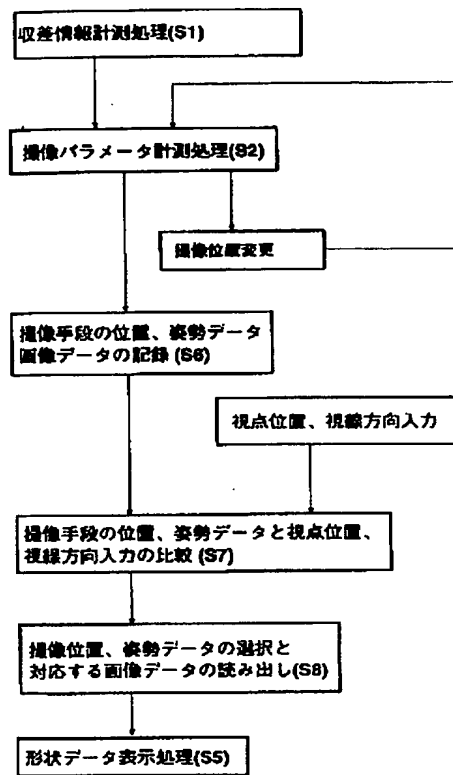 収差情報計測処理(S1)
撮像パラメータ計測処理(S2)
撮像位置変更
撮像手段の位置、姿勢データ
画像データの記録 (S6)
視点位置、視線方向入力
撮像手段の位置、姿勢データと視点位置、
視線方向入力の比較 (S7)
撮像位置、姿勢データの選択と
対応する画像データの読み出し(S8)
形状データ表示処理(S5)